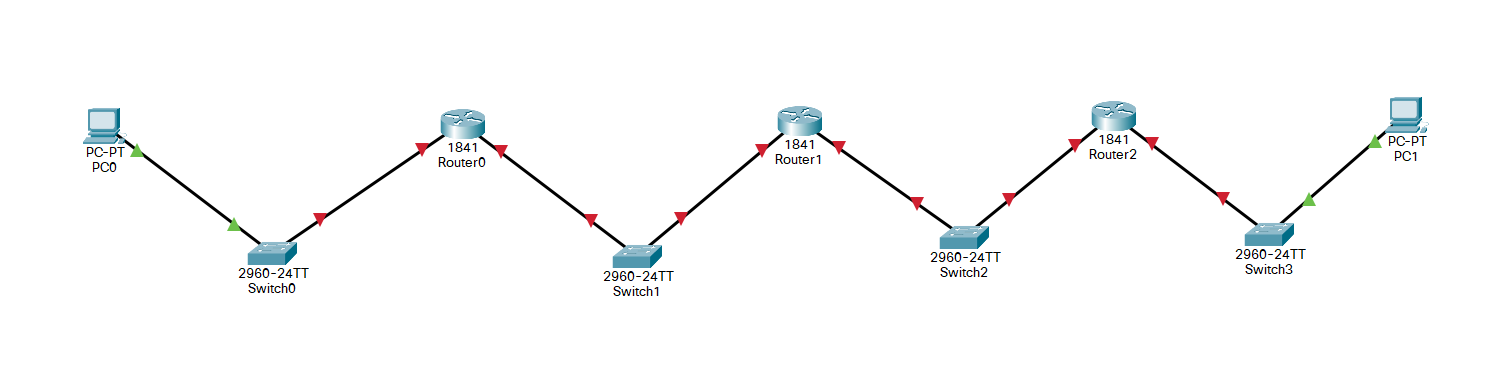 PC-PT
PC0
2960-24TT
Switch0
1841
Router0
2960-24TT
Switch1
1841
Router1
2960-24TT
Switch2
1841
Router2
2960-24TT
Switch3
PC-PT
PC1